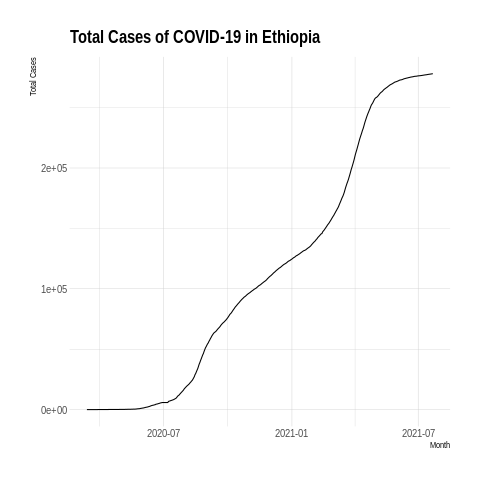 Total Cases of COVID-19 in Ethiopia
Total Cases
2e+05
1e+05
0e+00
2020-07
2021-01
2021-07
Month